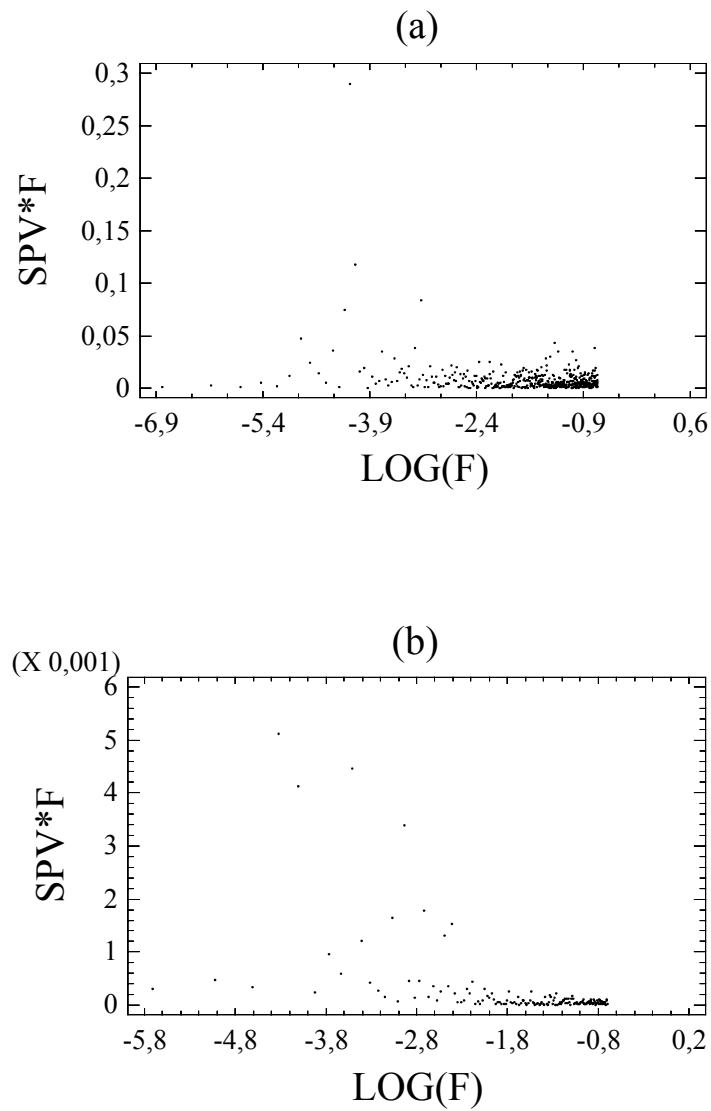 (a)
0,3
0,25
0,2
0,15
0,1
0,05
0
SPV*F
-6,9 -5,4 -3,9 -2,4 -0,9 0,6
LOG(F)
(b)
(X 0,001)
6
5
4
3
2
1
0
SPV*F
-5,8 -4,8 -3,8 -2,8 -1,8 -0,8 0,2
LOG(F)